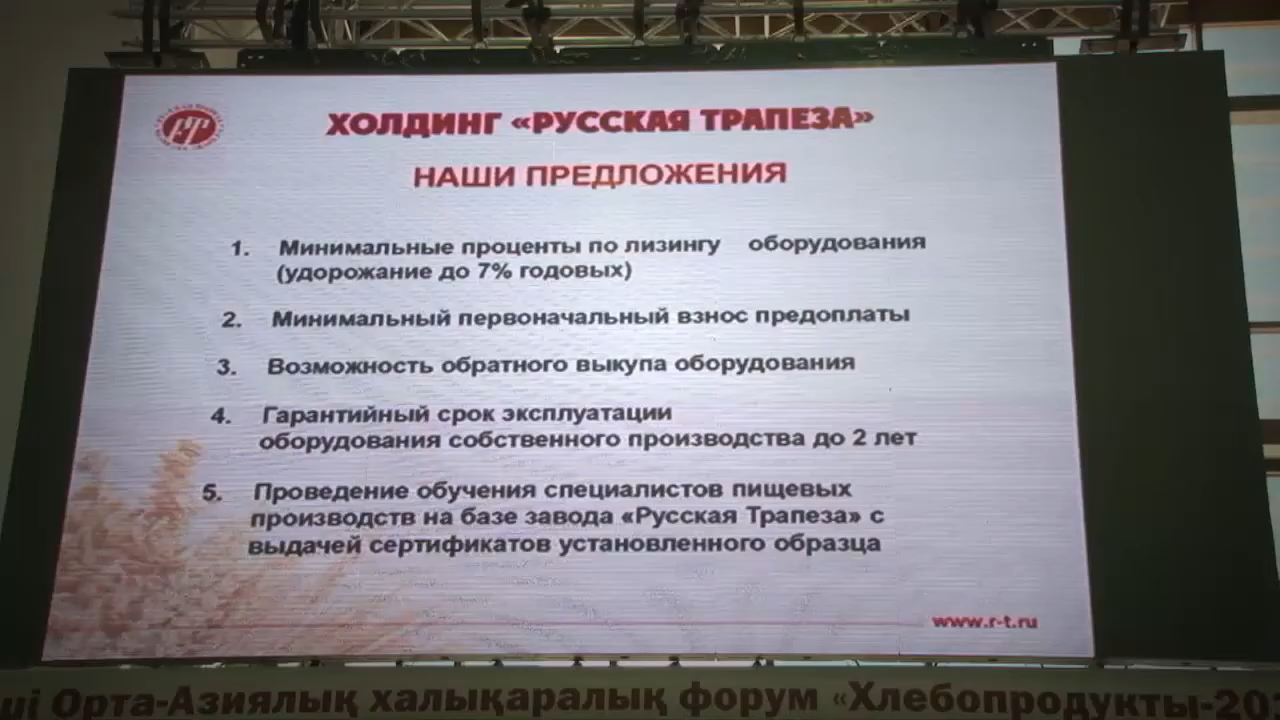 ХОЛДИНГ «РУССКАЯ ТРАПЕЗА»
НАШИ ПРЕДЛОЖЕНИЯ
1. Минимальные проценты по лизингу оборудования
(удорожание до 7% годовых)
2. Минимальный первоначальный взнос предоплаты
3. Возможность обратного выкупа оборудования
4. Гарантийный срок эксплуатации
оборудования собственного производства до 2 лет
5. Проведение обучения специалистов пищевых
производств на базе завода «Русская Трапеза» с
выдачей сертификатов установленного образца
www.r-t.ru
Орта-Азиялық халықаралық форум «Хлебопродукты-20